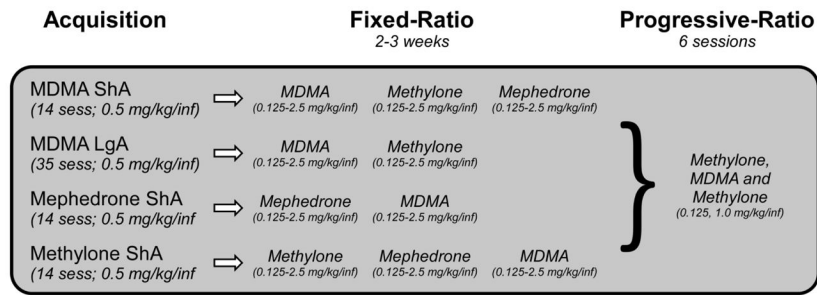 Acquisition
Fixed-Ratio
2-3 weeks
Progressive-Ratio
6 sessions
MDMA ShA
(14 sess; 0.5 mg/kg/inf)
MDMA
(0.125-2.5 mg/kg/inf)
Methylone
(0.125-2.5 mg/kg/inf)
Mephedrone
(0.125-2.5 mg/kg/inf)
MDMA LgA
(35 sess; 0.5 mg/kg/inf)
MDMA
(0.125-2.5 mg/kg/inf)
Methylone
(0.125-2.5 mg/kg/inf)
Mephedrone ShA
(14 sess; 0.5 mg/kg/inf
Mephedrone
(0.125-2.5 mg/kg/inf)
MDMA
(0.125-2.5 mg/kg/inf)
Methylone ShA
(14 sess; 0.5 mg/kg/inf
Methylone
(0.125-2.5 mg/kg/inf)
Mephedrone
(0.125-2.5 mg/kg/inf)
MDMA
(0.125-2.5 mg/kg/inf)
Methylone,
MDMA and
Methylone
(0.125, 1.0 mg/kg/inf)